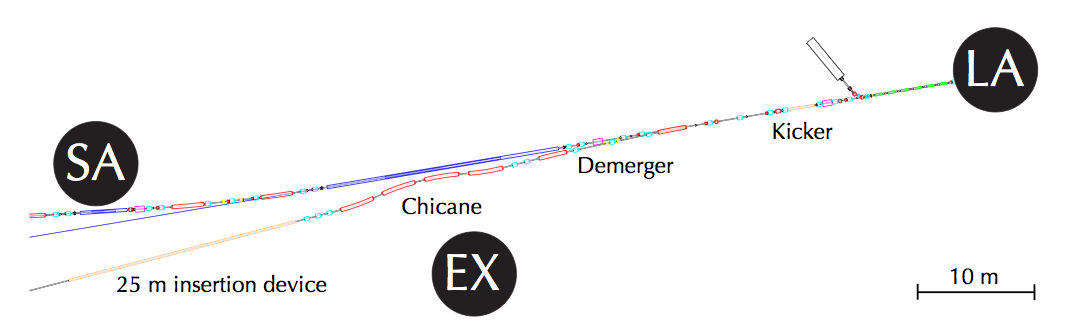 LA
Kicker
SA
Demerger
Chicane
EX
25 m insertion device
10 m